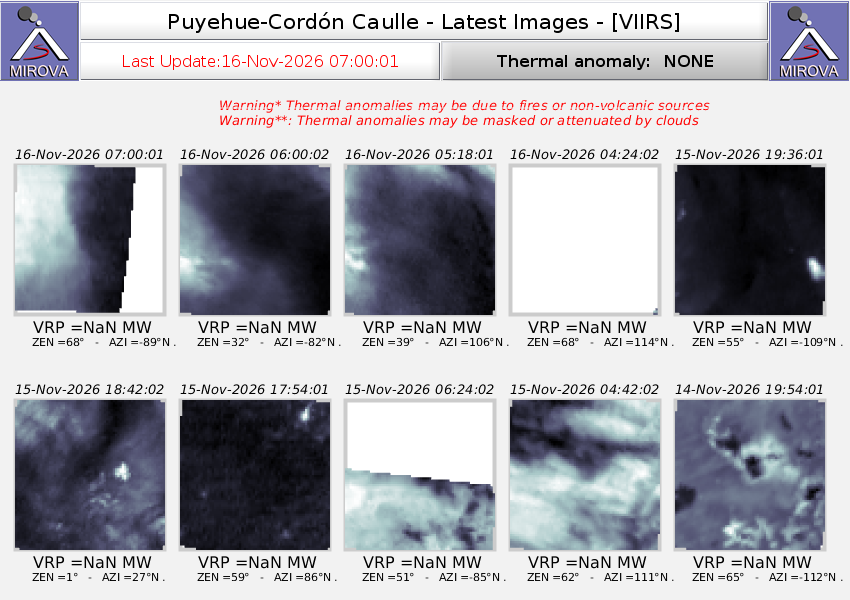 Puyehue-Cordón Caulle - Latest Images - [VIIRS]
MIROVA
Last Update:16-Nov-2026 07:00:01
Thermal anomaly: NONE
MIROVA
Warning* Thermal anomalies may be due to fires or non-volcanic sources
Warning**: Thermal anomalies may be masked or attenuated by clouds
16-Nov-2026 07:00:01
16-Nov-2026 06:00:02
16-Nov-2026 05:18:01
16-Nov-2026 04:24:02
15-Nov-2026 19:36:01
VRP =NaN MW
VRP =NaN MW
VRP =NaN MW
VRP =NaN MW
VRP =NaN MW
ZEN =68° - AZI =-89°N .
ZEN =32° - AZI =-82°N .
ZEN =39° - AZI =106°N .
ZEN =68° - AZI =114°N .
ZEN =55° - AZI =-109°N .
15-Nov-2026 18:42:02
15-Nov-2026 17:54:01
15-Nov-2026 06:24:02
15-Nov-2026 04:42:02
14-Nov-2026 19:54:01
VRP =NaN MW
VRP =NaN MW
VRP =NaN MW
VRP =NaN MW
VRP =NaN MW
ZEN =1° - AZI =27°N .
ZEN =59° - AZI =86°N .
ZEN =51° - AZI =-85°N .
ZEN =62° - AZI =111°N .
ZEN =65° - AZI =-112°N .